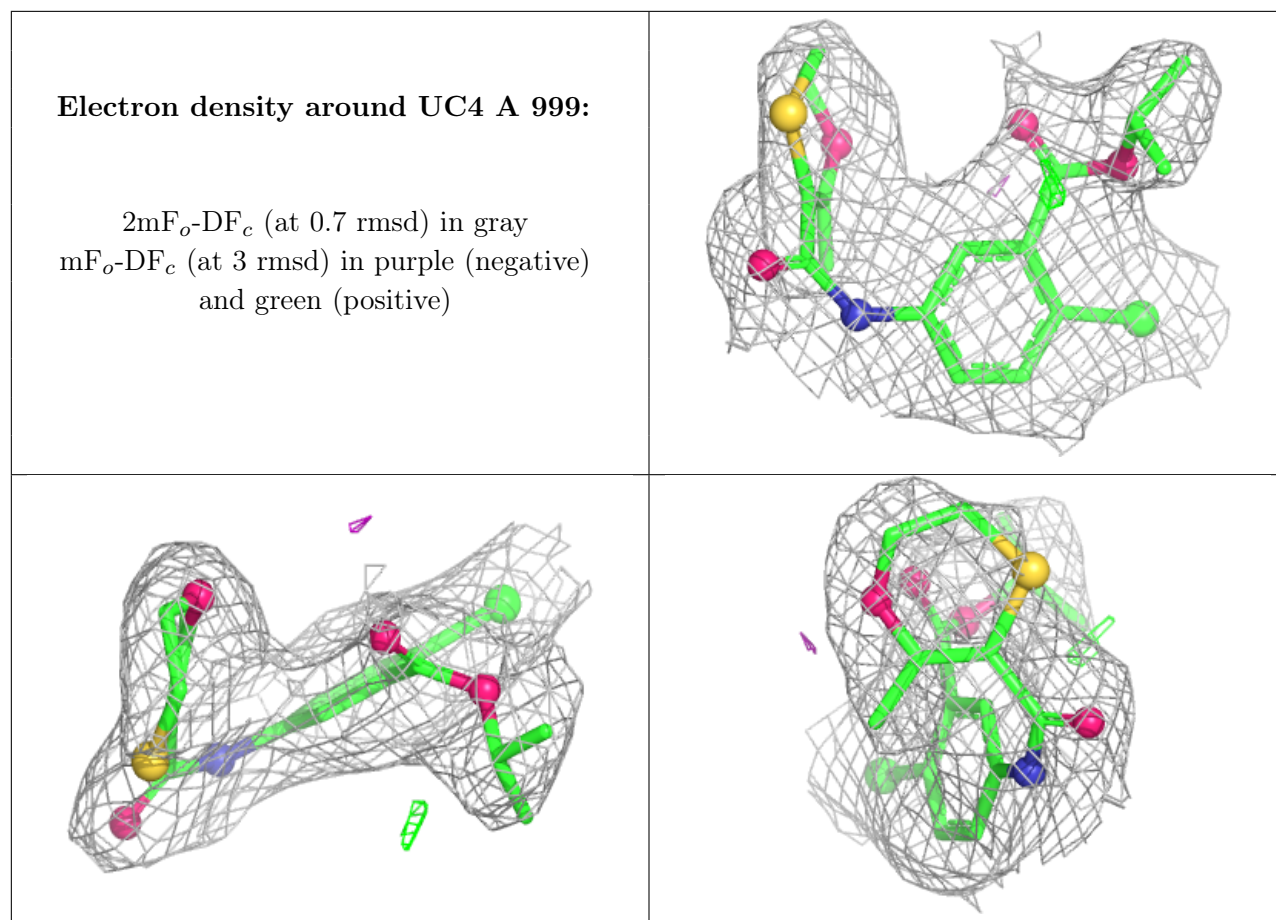 Electron density around UC4 A 999:
2mFo-DFc (at 0.7 rmsd) in gray
mFo-DFc (at 3 rmsd) in purple (negative)
and green (positive)